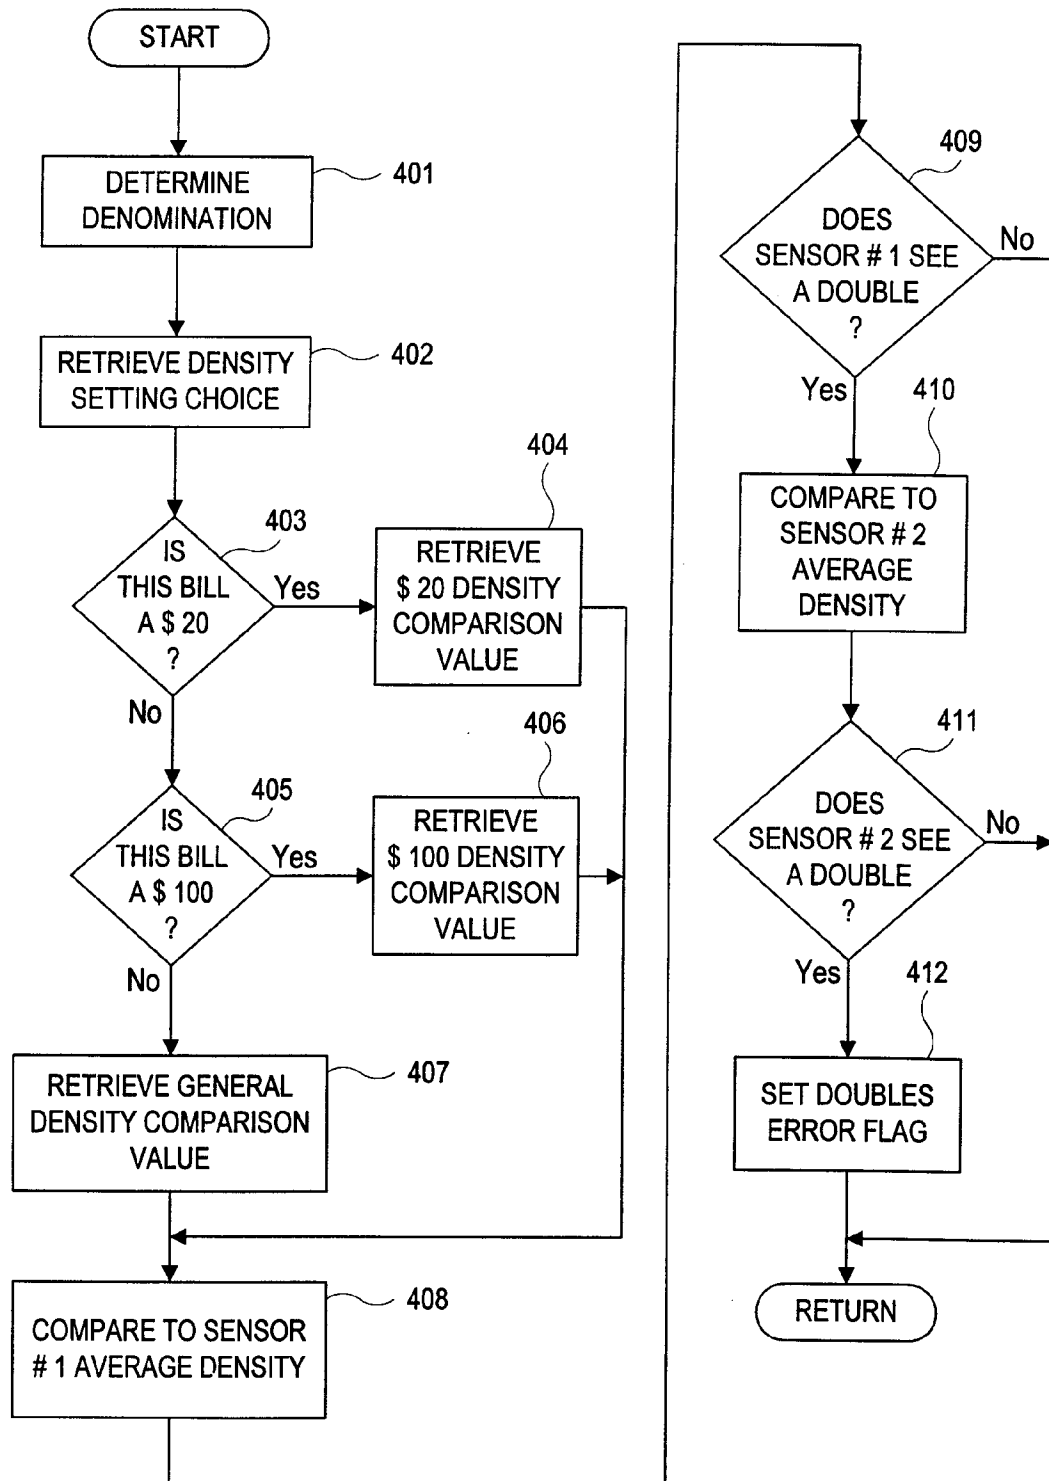 START
DETERMINE
DENOMINATION
401
RETRIEVE DENSITY
SETTING CHOICE
402
IS
THIS BILL
A $ 20
?
403
Yes
No
RETRIEVE
$ 20 DENSITY
COMPARISON
VALUE
404
IS
THIS BILL
A $ 100
?
405
Yes
No
RETRIEVE
$ 100 DENSITY
COMPARISON
VALUE
406
RETRIEVE GENERAL
DENSITY COMPARISON
VALUE
407
COMPARE TO SENSOR
# 1 AVERAGE DENSITY
408
DOES
SENSOR # 1 SEE
A DOUBLE
?
409
No
Yes
COMPARE TO
SENSOR # 2
AVERAGE
DENSITY
410
DOES
SENSOR # 2 SEE
A DOUBLE
?
411
No
Yes
SET DOUBLES
ERROR FLAG
412
RETURN